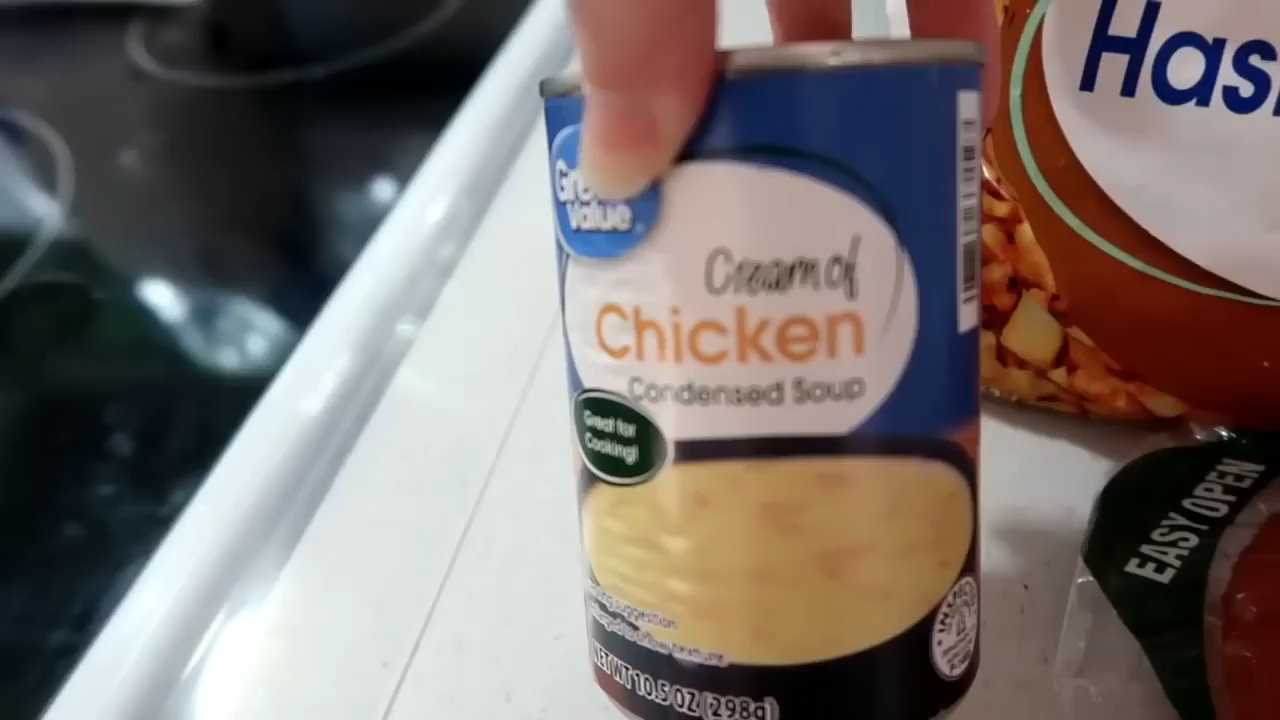 Great
Value
Cream of
Chicken
Condensed Soup
Great for
Cooking!
suggestion
NET WT 10.5 OZ (298g)
Has
EASY OPEN